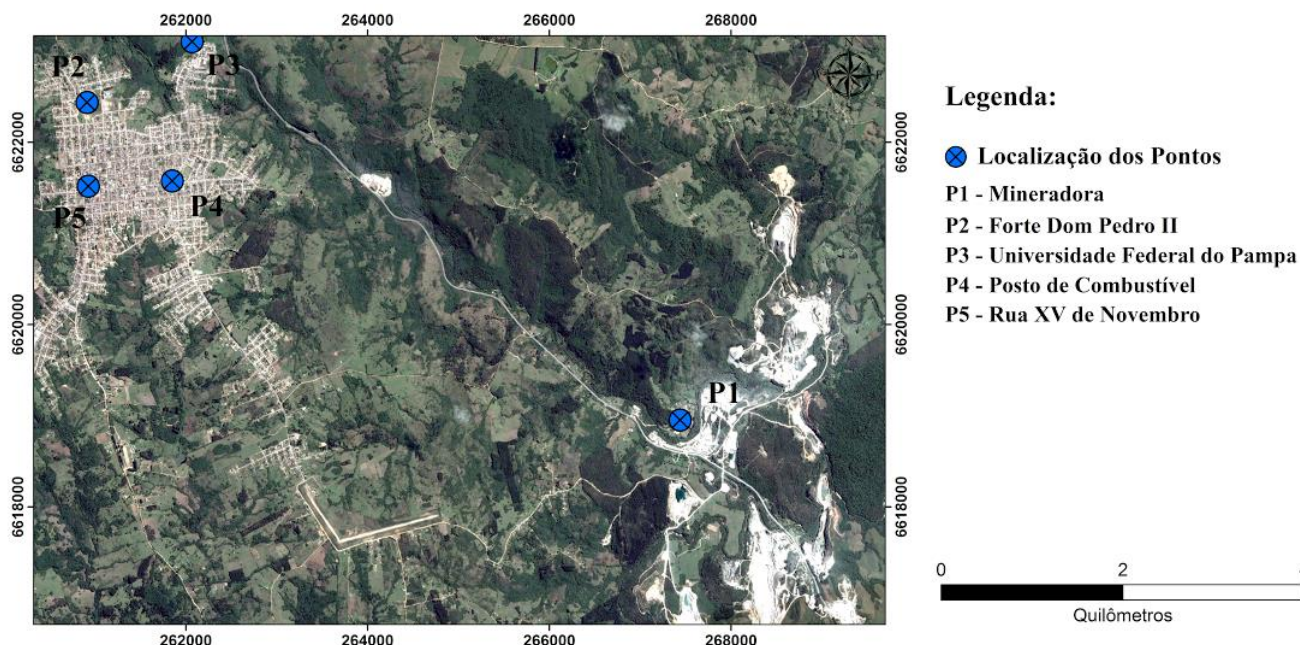 262000 264000 266000 268000
P2
P3
Legenda:
6622000
6622000
Localização dos Pontos
P4
P5
P1 - Mineradora
P2 - Forte Dom Pedro II
P3 - Universidade Federal do Pampa
P4 - Posto de Combustível
P5 - Rua XV de Novembro
6620000
6620000
P1
6618000
6618000
0 2
Quilômetros
262000 264000 266000 268000